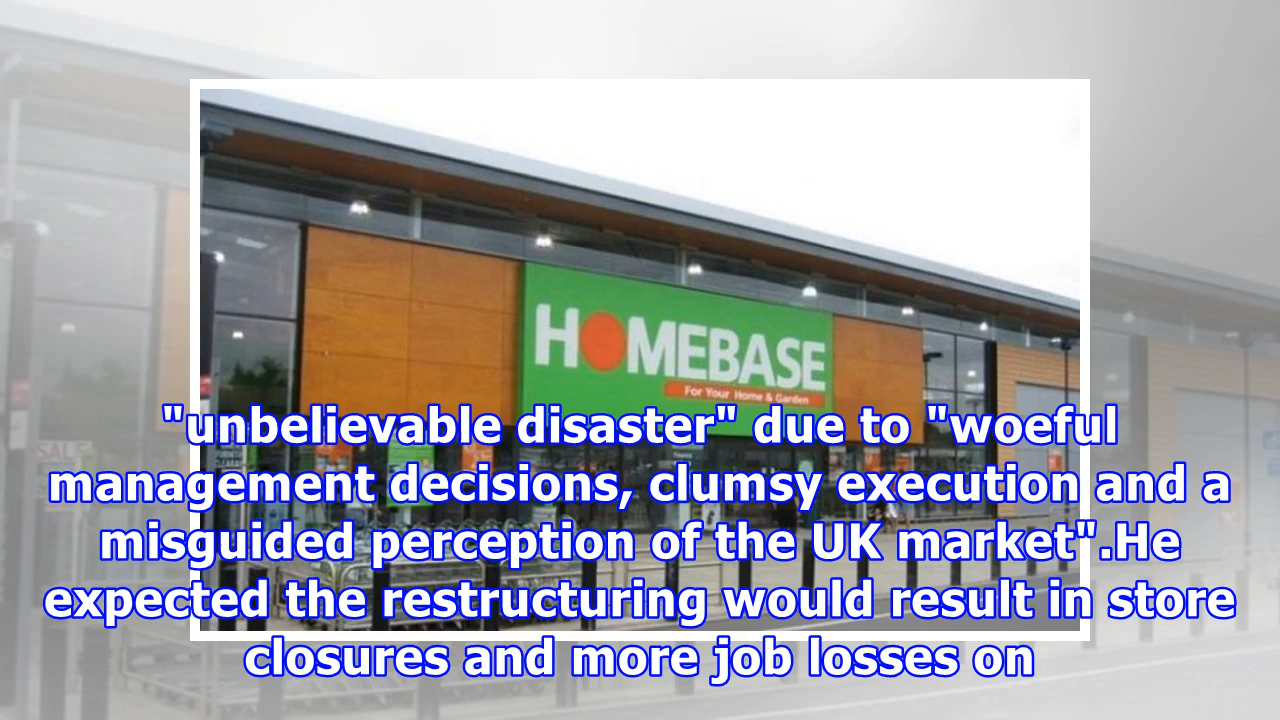 HOMEBASE
For Your Home & Garden
SALE
"unbelievable disaster" due to "woeful
management decisions, clumsy execution and a
misguided perception of the UK market".He
expected the restructuring would result in store
closures and more job losses on